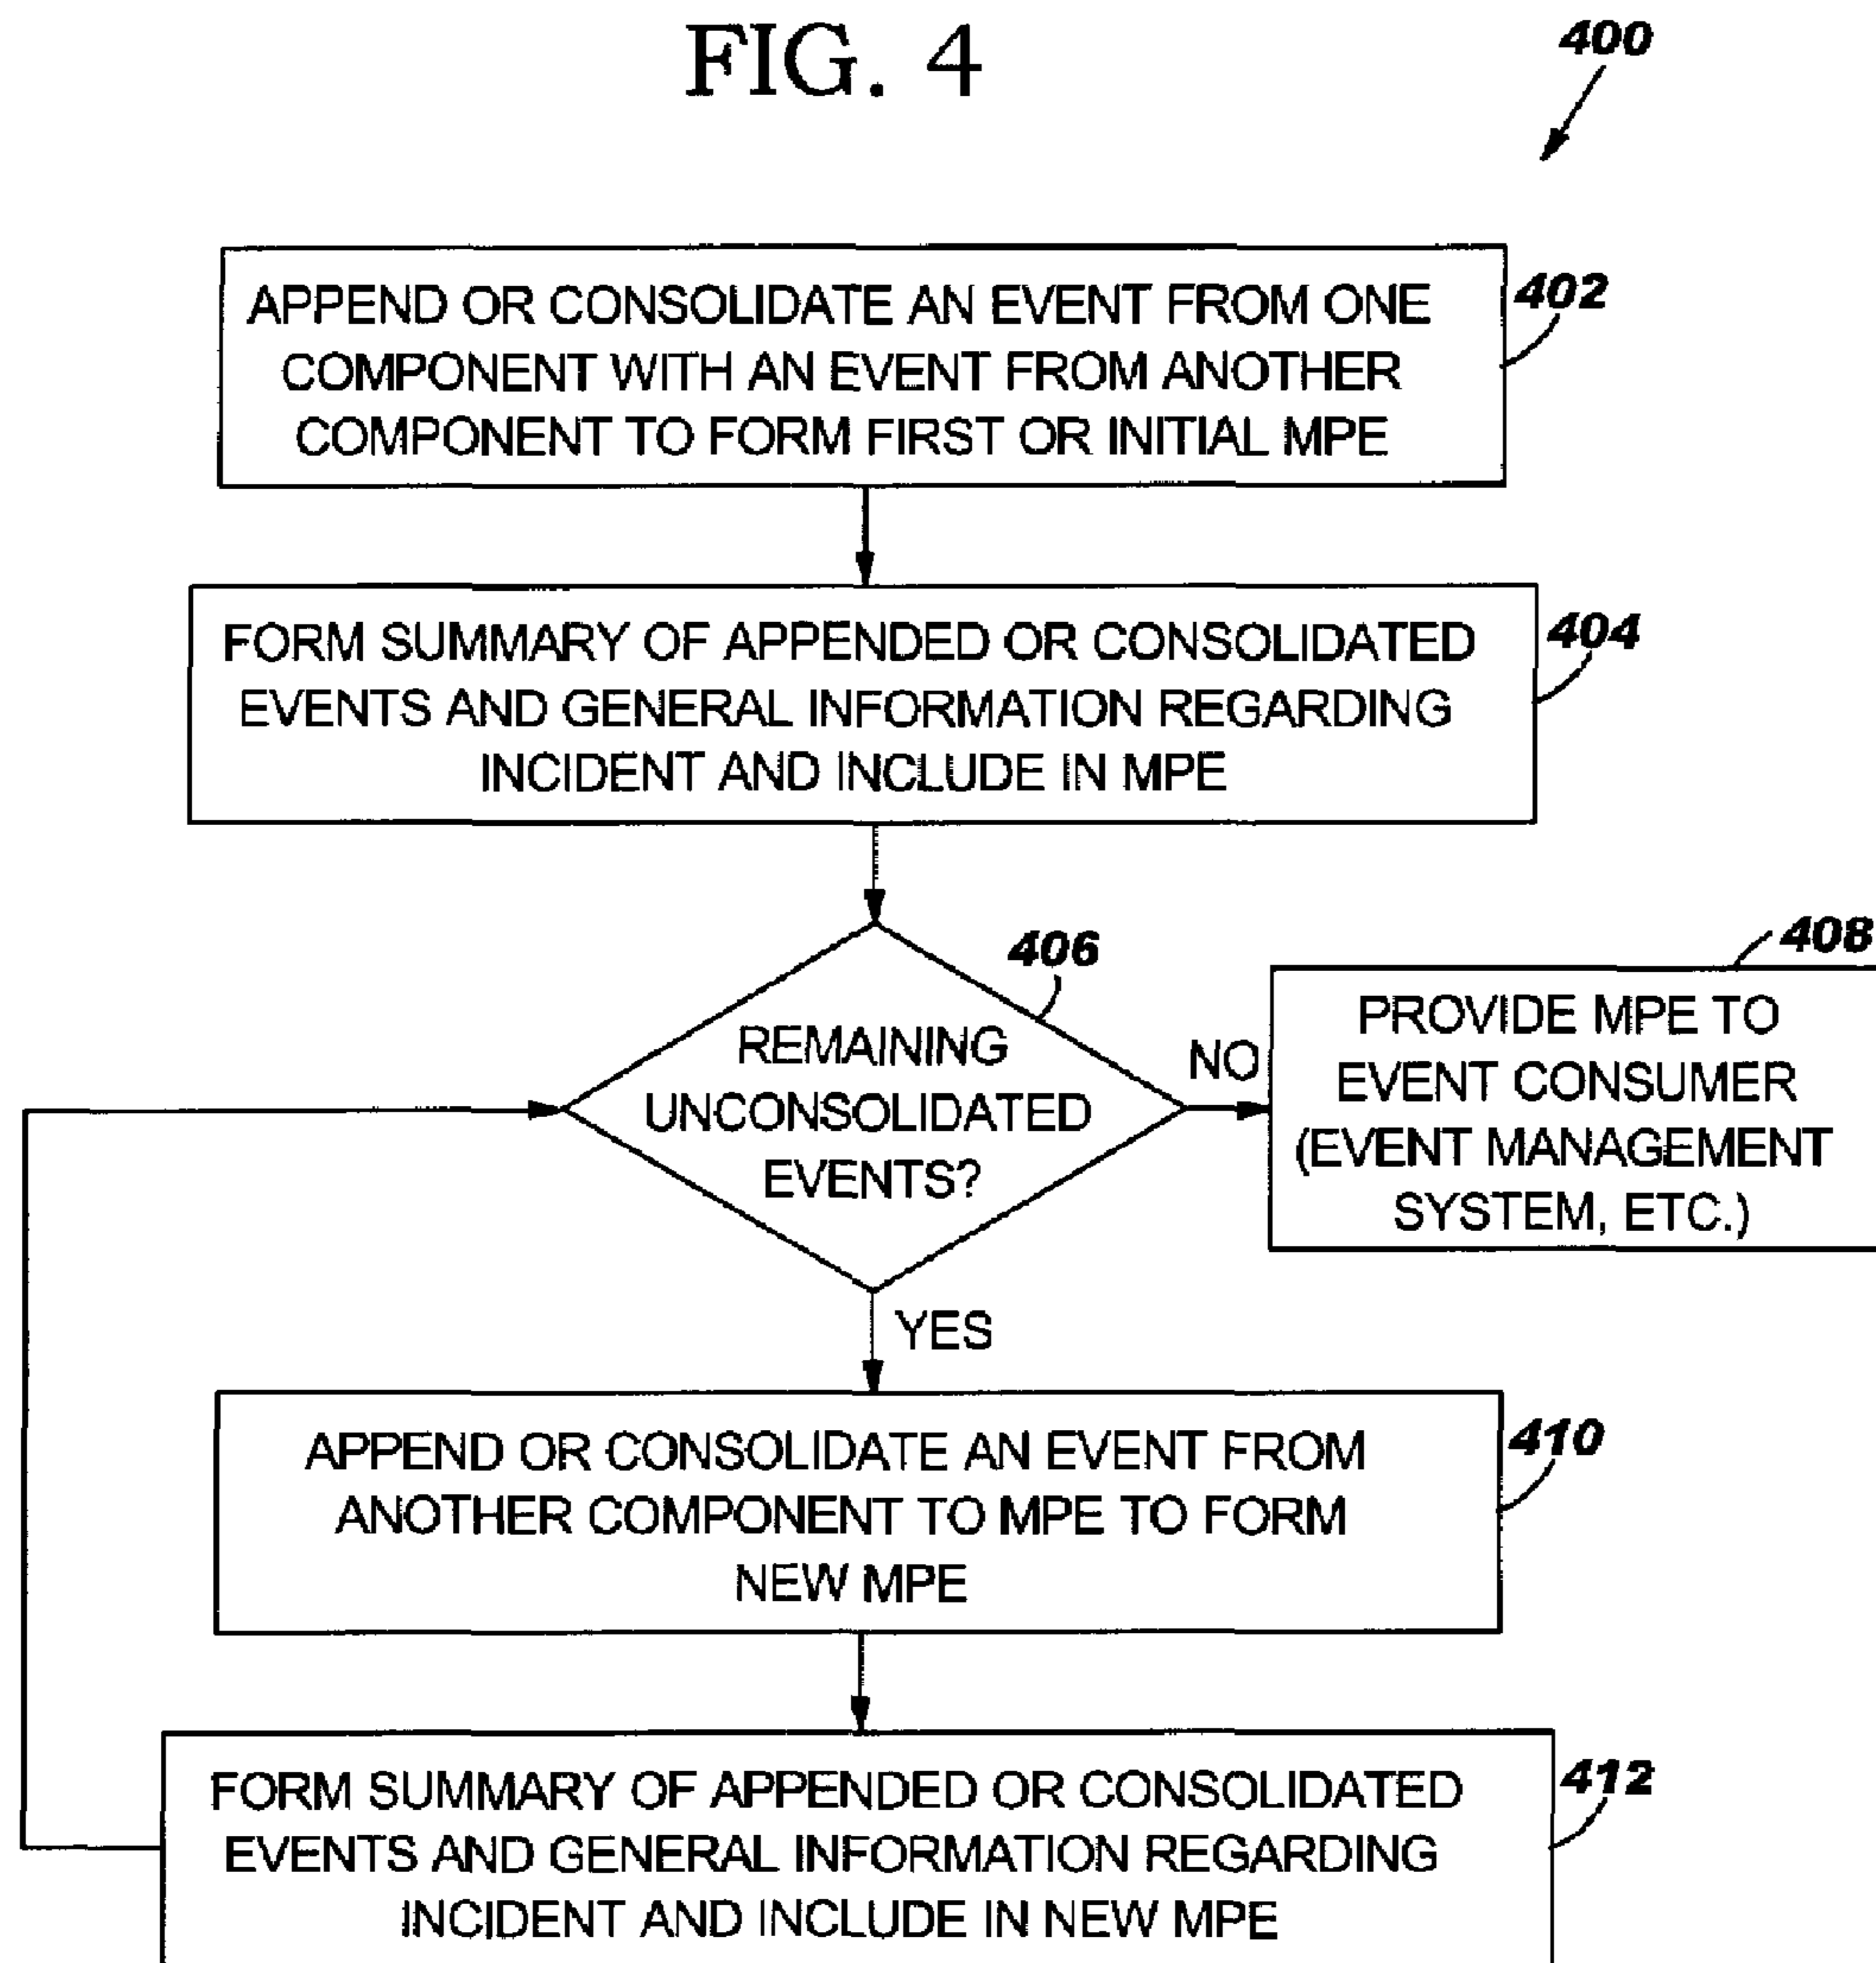 FIG. 4
400
APPEND OR CONSOLIDATE AN EVENT FROM ONE
COMPONENT WITH AN EVENT FROM ANOTHER
COMPONENT TO FORM FIRST OR INITIAL MPE
402
FORM SUMMARY OF APPENDED OR CONSOLIDATED
EVENTS AND GENERAL INFORMATION REGARDING
INCIDENT AND INCLUDE IN MPE
404
406
REMAINING
UNCONSOLIDATED
EVENTS?
NO
408
PROVIDE MPE TO
EVENT CONSUMER
(EVENT MANAGEMENT
SYSTEM, ETC.)
YES
APPEND OR CONSOLIDATE AN EVENT FROM
ANOTHER COMPONENT TO MPE TO FORM
NEW MPE
410
FORM SUMMARY OF APPENDED OR CONSOLIDATED
EVENTS AND GENERAL INFORMATION REGARDING
INCIDENT AND INCLUDE IN NEW MPE
412